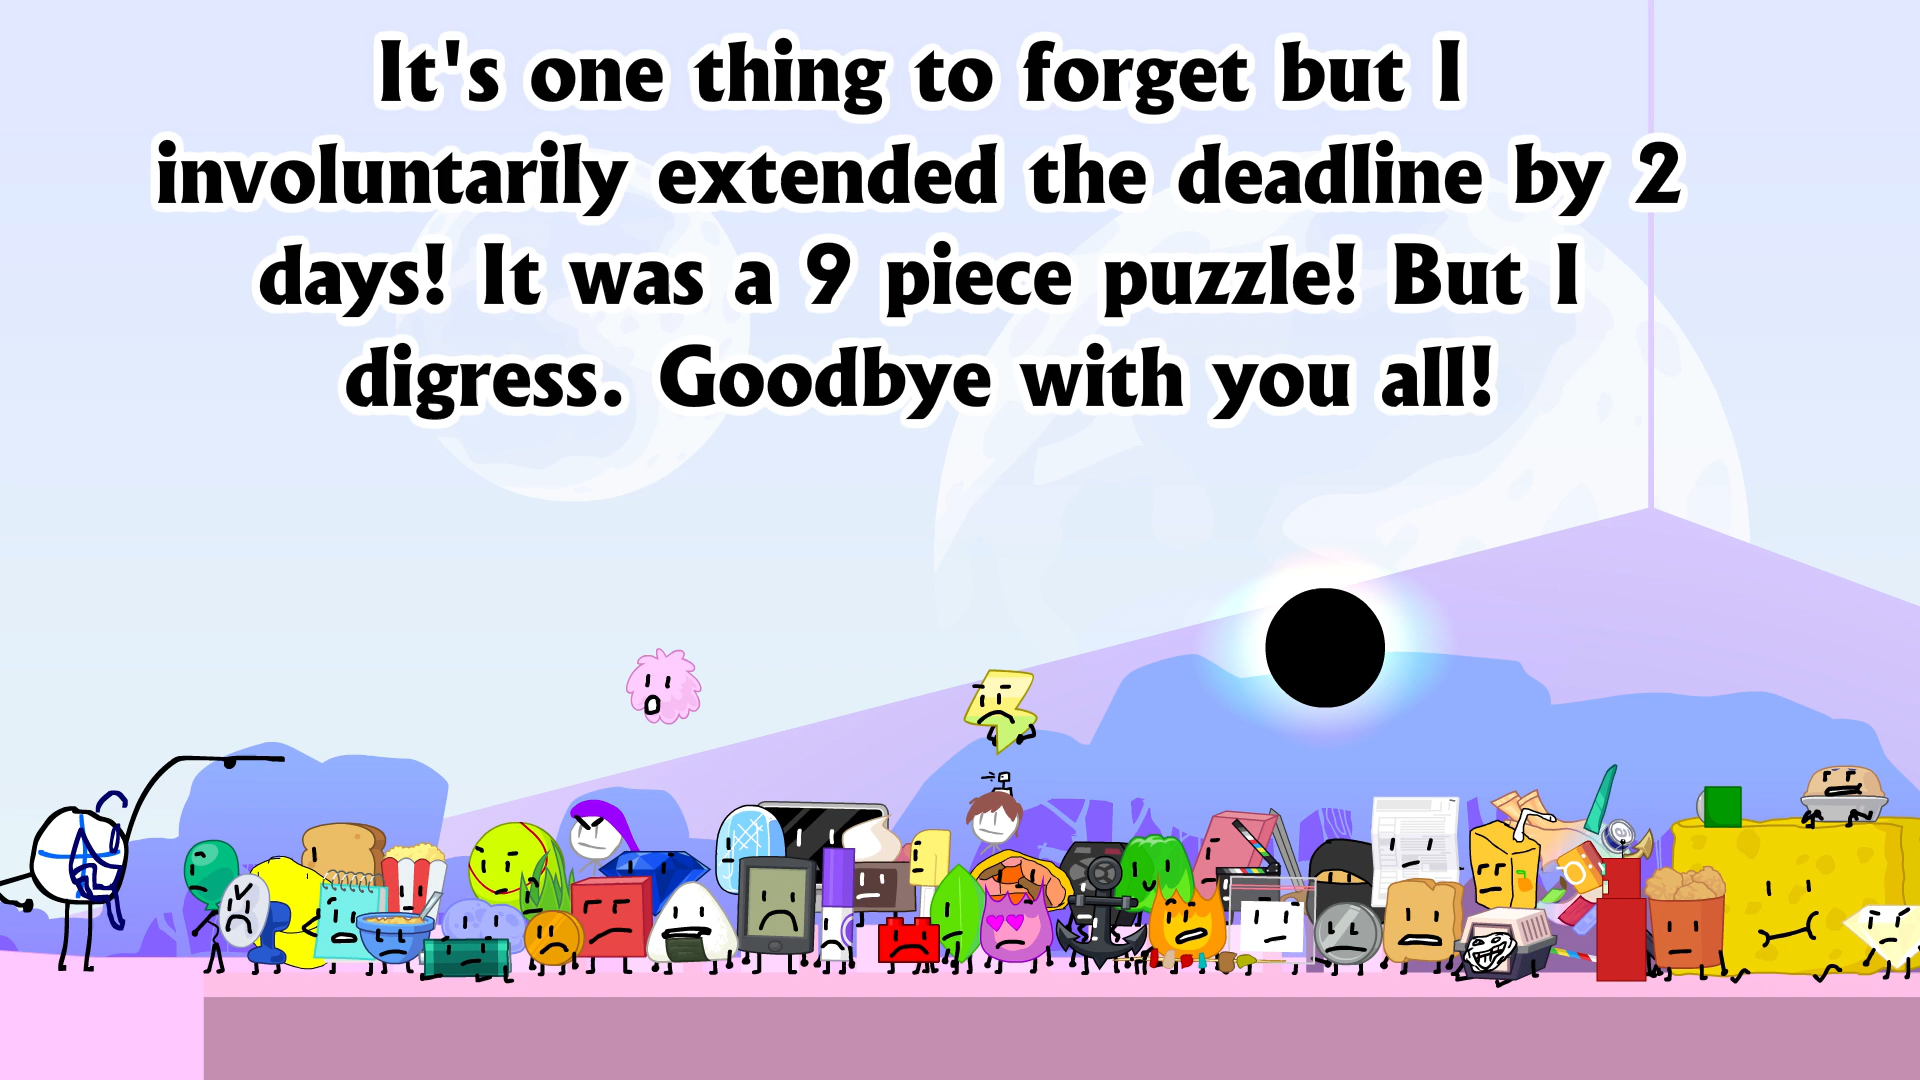 It's one thing to forget but I
involuntarily extended the deadline by 2
days! It was a 9 piece puzzle! But I
digress. Goodbye with you all!